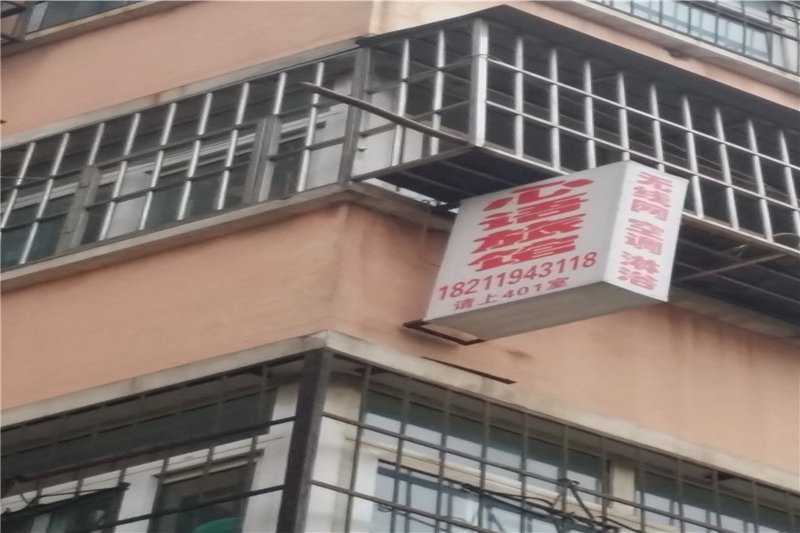 心语旅馆
18211943118
请上401室
无线网 空调 淋浴